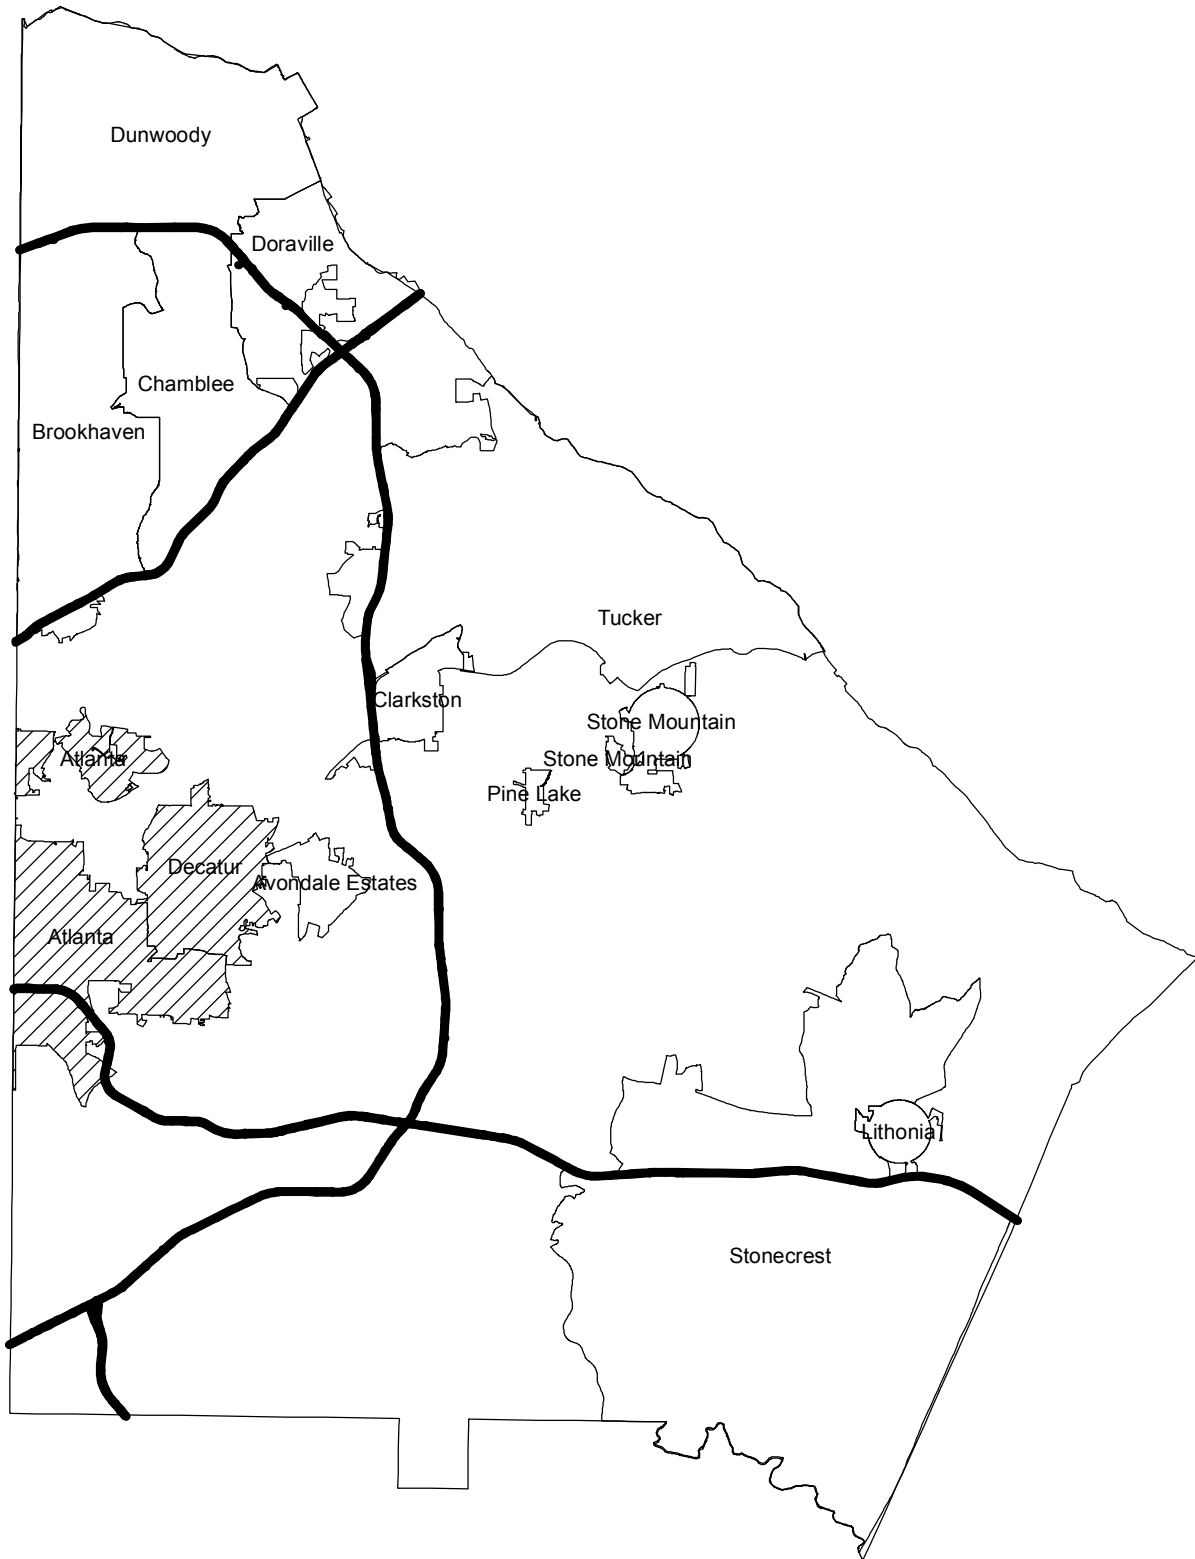 Dunwoody
Doraville
Chamblee
Brookhaven
Tucker
Clarkston
Stone Mountain
Atlanta
Stone Mountain
Pine Lake
Decatur
Avondale Estates
Atlanta
Lithonia
Stonecrest